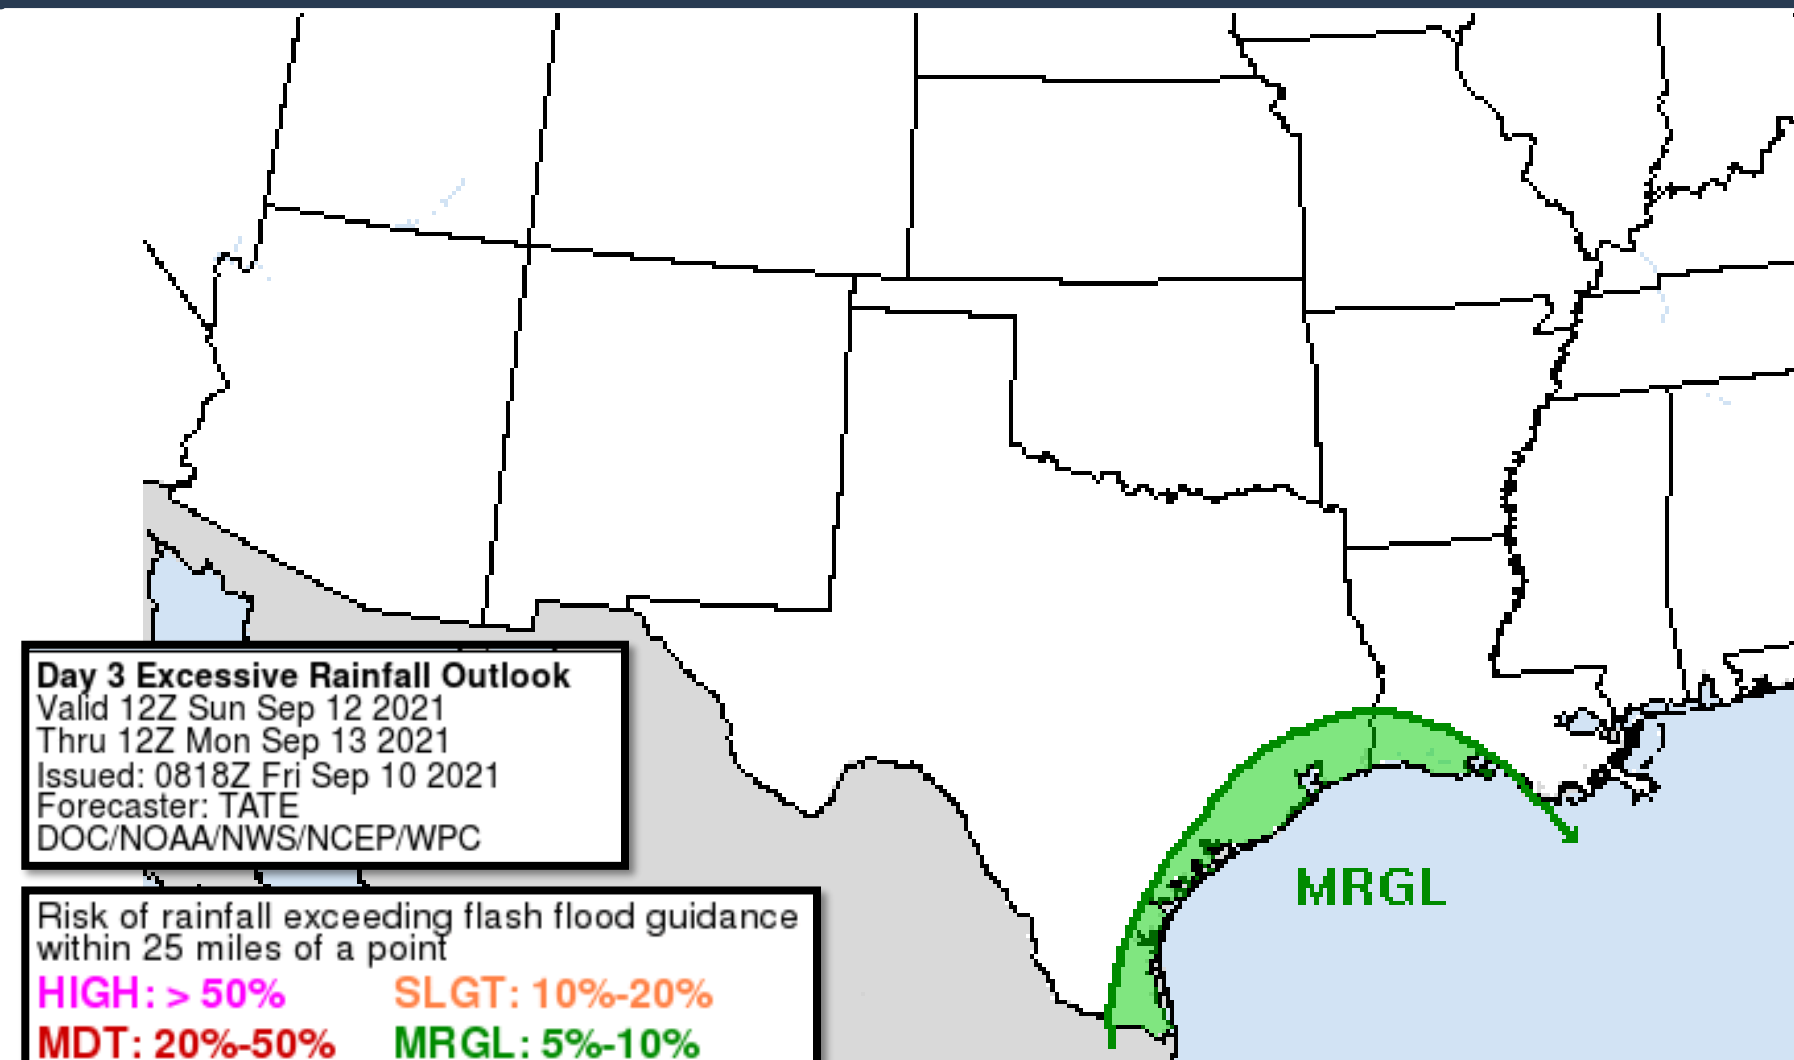 MRGL
Day 3 Excessive Rainfall Outlook
Valid 12Z Sun Sep 12 2021
Thru 12Z Mon Sep 13 2021
Issued: 0818Z Fri Sep 10 2021
Forecaster: TATE
DOC/NOAA/NWS/NCEP/WPC
Risk of rainfall exceeding flash flood guidance
within 25 miles of a point
HIGH: > 50% SLGT: 10%-20%
MDT: 20%-50% MRGL: 5%-10%